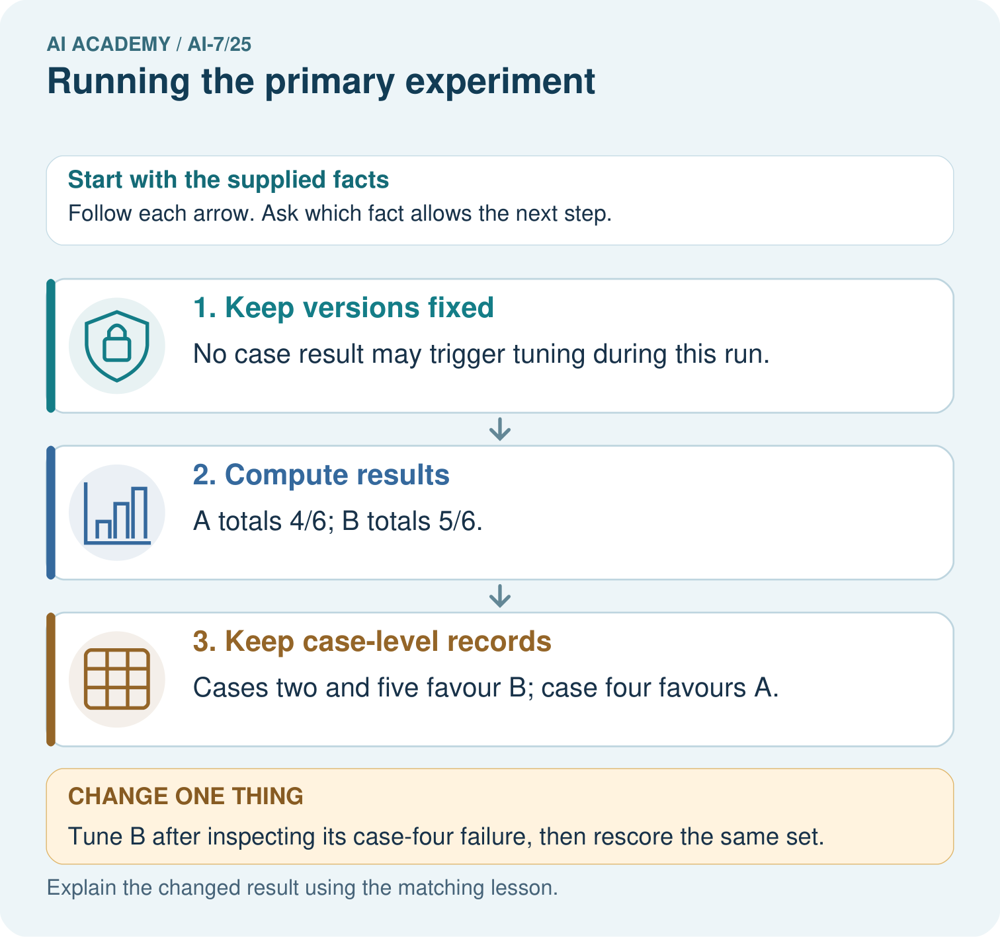 AI ACADEMY / AI-7/25
Running the primary experiment
Start with the supplied facts
Follow each arrow. Ask which fact allows the next step.
1. Keep versions fixed
No case result may trigger tuning during this run.
2. Compute results
A totals 4/6; B totals 5/6.
3. Keep case-level records
Cases two and five favour B; case four favours A.
CHANGE ONE THING
Tune B after inspecting its case-four failure, then rescore the same set.
Explain the changed result using the matching lesson.